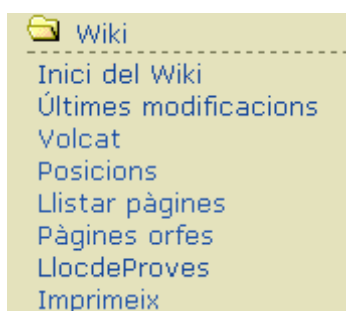 Wiki
Inici del Wiki
Últimes modificacions
Volcat
Posicions
Llistar pàgines
Pàgines orfes
LlocdeProves
Imprimeix